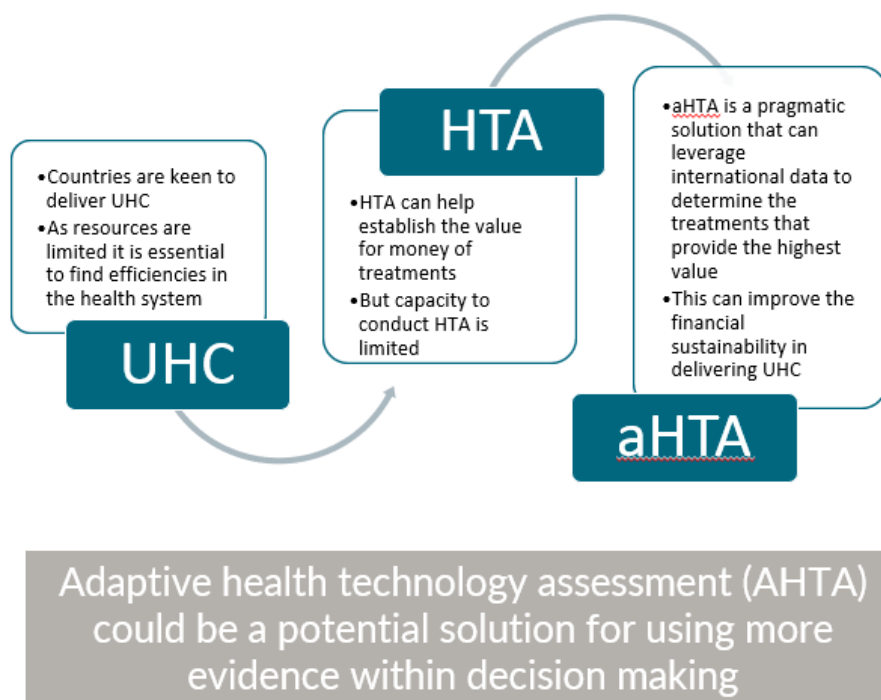 •Countries are keen to
deliver UHC
•As resources are
limited it is essential
to find efficiencies in
the health system
UHC
HTA
•HTA can help
establish the value
for money of
treatments
•But capacity to
conduct HTA is
limited
•aHTA is a pragmatic
solution that can
leverage
international data to
determine the
treatments that
provide the highest
value
•This can improve the
financial
sustainability in
delivering UHC
aHTA
Adaptive health technology assessment (AHTA)
could be a potential solution for using more
evidence within decision making